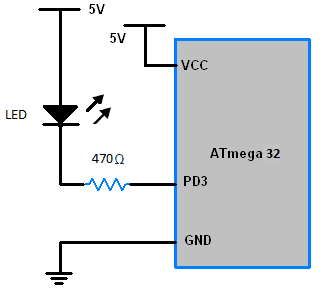 5V
5V
VCC
LED
ATmega 32
470Ω
PD3
GND